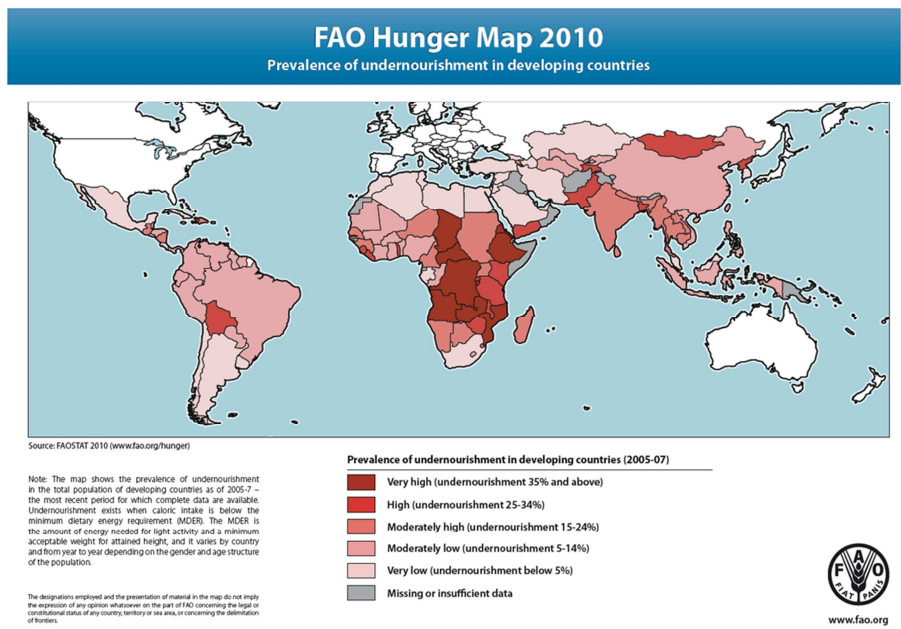 FAO Hunger Map 2010
Prevalence of undernourishment in developing countries
Source: FAOSTAT 2010 (www.fao.org/hunger)
Note: The map shows the prevalence of undernourishment
in the total population of developing countries as of 2005-7 –
the most recent period for which complete data are available.
Undernourishment exists when caloric intake is below the
minimum dietary energy requirement (MDER). The MDER is
the amount of energy needed for light activity and a minimum
acceptable weight for attained height, and it varies by country
and from year to year depending on the gender and age structure
of the population.
The designations employed and the presentation of material in the map do not imply
the expression of any opinion whatsoever on the part of FAO concerning the legal or
constitutional status of any country, territory or sea area, or concerning the delimitation
of frontiers.
Prevalence of undernourishment in developing countries (2005-07)
Very high (undernourishment 35% and above)
High (undernourishment 25-34%)
Moderately high (undernourishment 15-24%)
Moderately low (undernourishment 5-14%)
Very low (undernourishment below 5%)
Missing or insufficient data
F A O
FIAT PANIS
www.fao.org